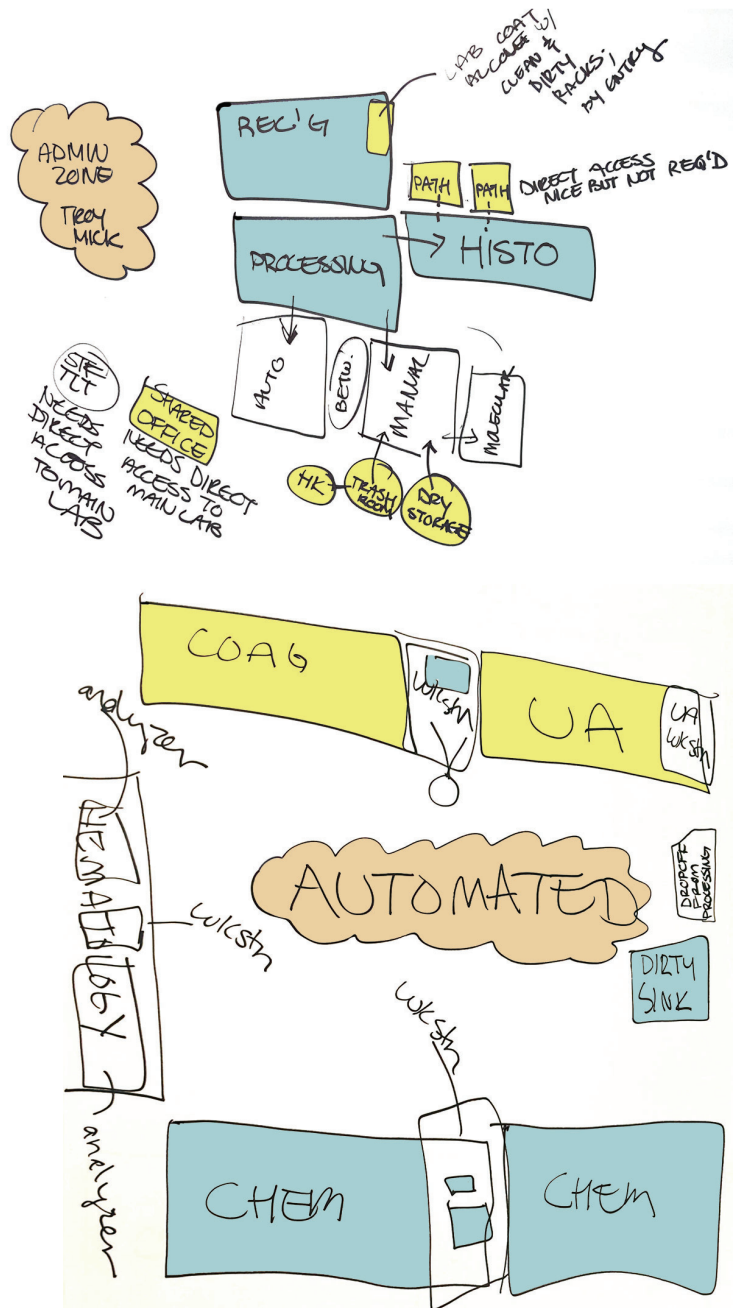 LAB COAT
ALCOVE W/
CLEAN &
DIRTY
RACKS,
BY ENTRY
REC'G
ADMIN
ZONE
TROY
MICK
PATH
PATH
DIRECT ACCESS
NICE BUT NOT REQ'D
PROCESSING
HISTO
AUTO
BETW.
MANUAL
MOLECULAR
STF
TLT
NEEDS
DIRECT
ACCESS
TO MAIN
LAB
SHARED
OFFICE
NEEDS DIRECT
ACCESS TO
MAIN LAB
HK
TRASH
ROOM
DRY
STORAGE
COAG
wkstn
UA
UA
wkstn
analyzer
HEMATOLOGY
wkstn
AUTOMATED
DROPOFF
FROM
PROCESSING
DIRTY
SINK
wkstn
analyzer
CHEM
CHEM